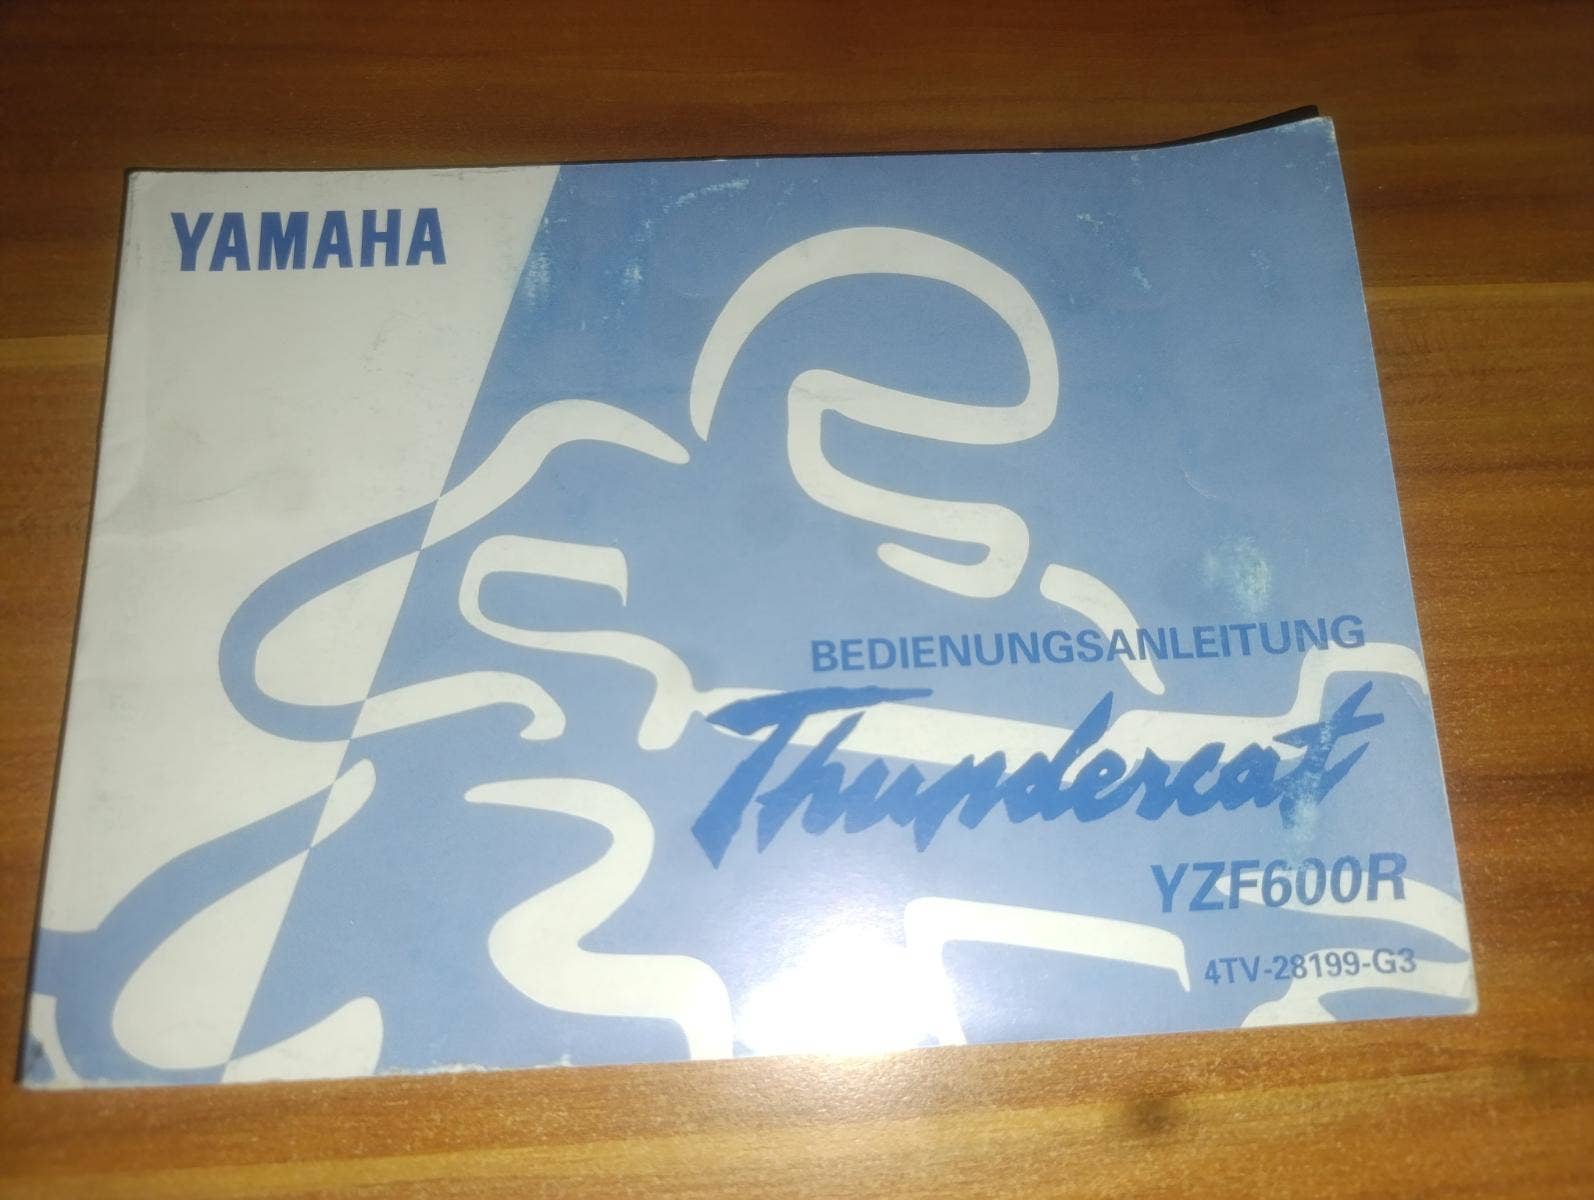 YAMAHA
BEDIENUNGSANLEITUNG
Thundercat
YZF600R
4TV-28199-G3